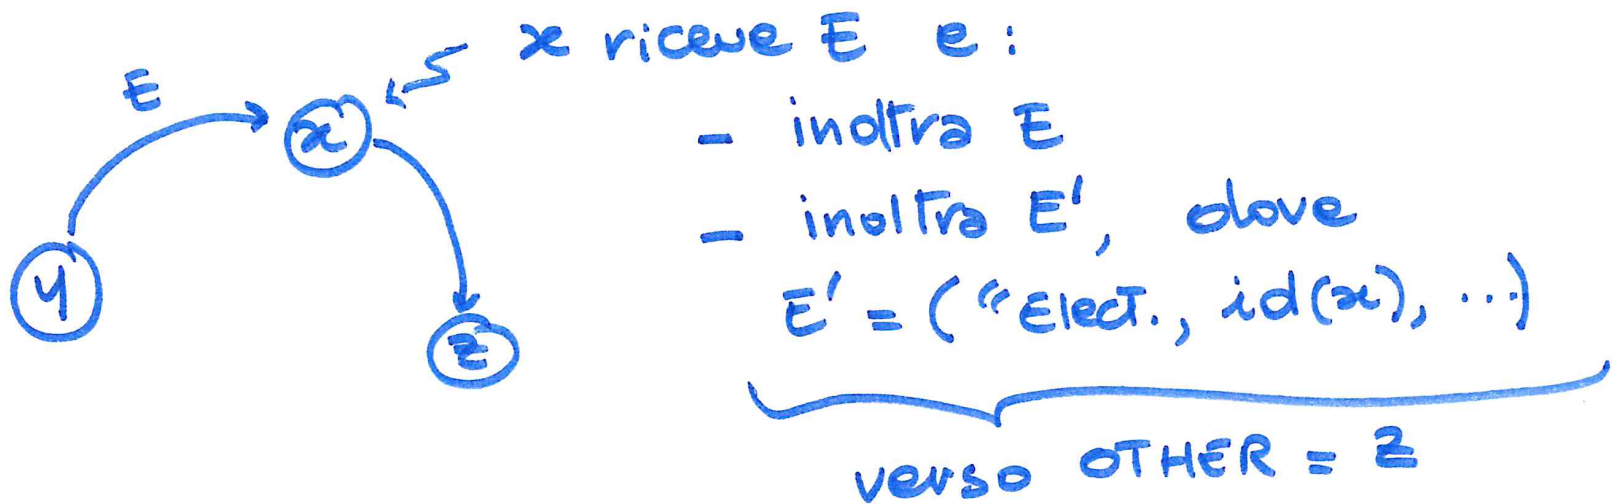 x riceve E e:
E
x
- inoltra E
- inoltra E', dove
y
E' = ("Elect., id(x), ...)
z
verso OTHER = z